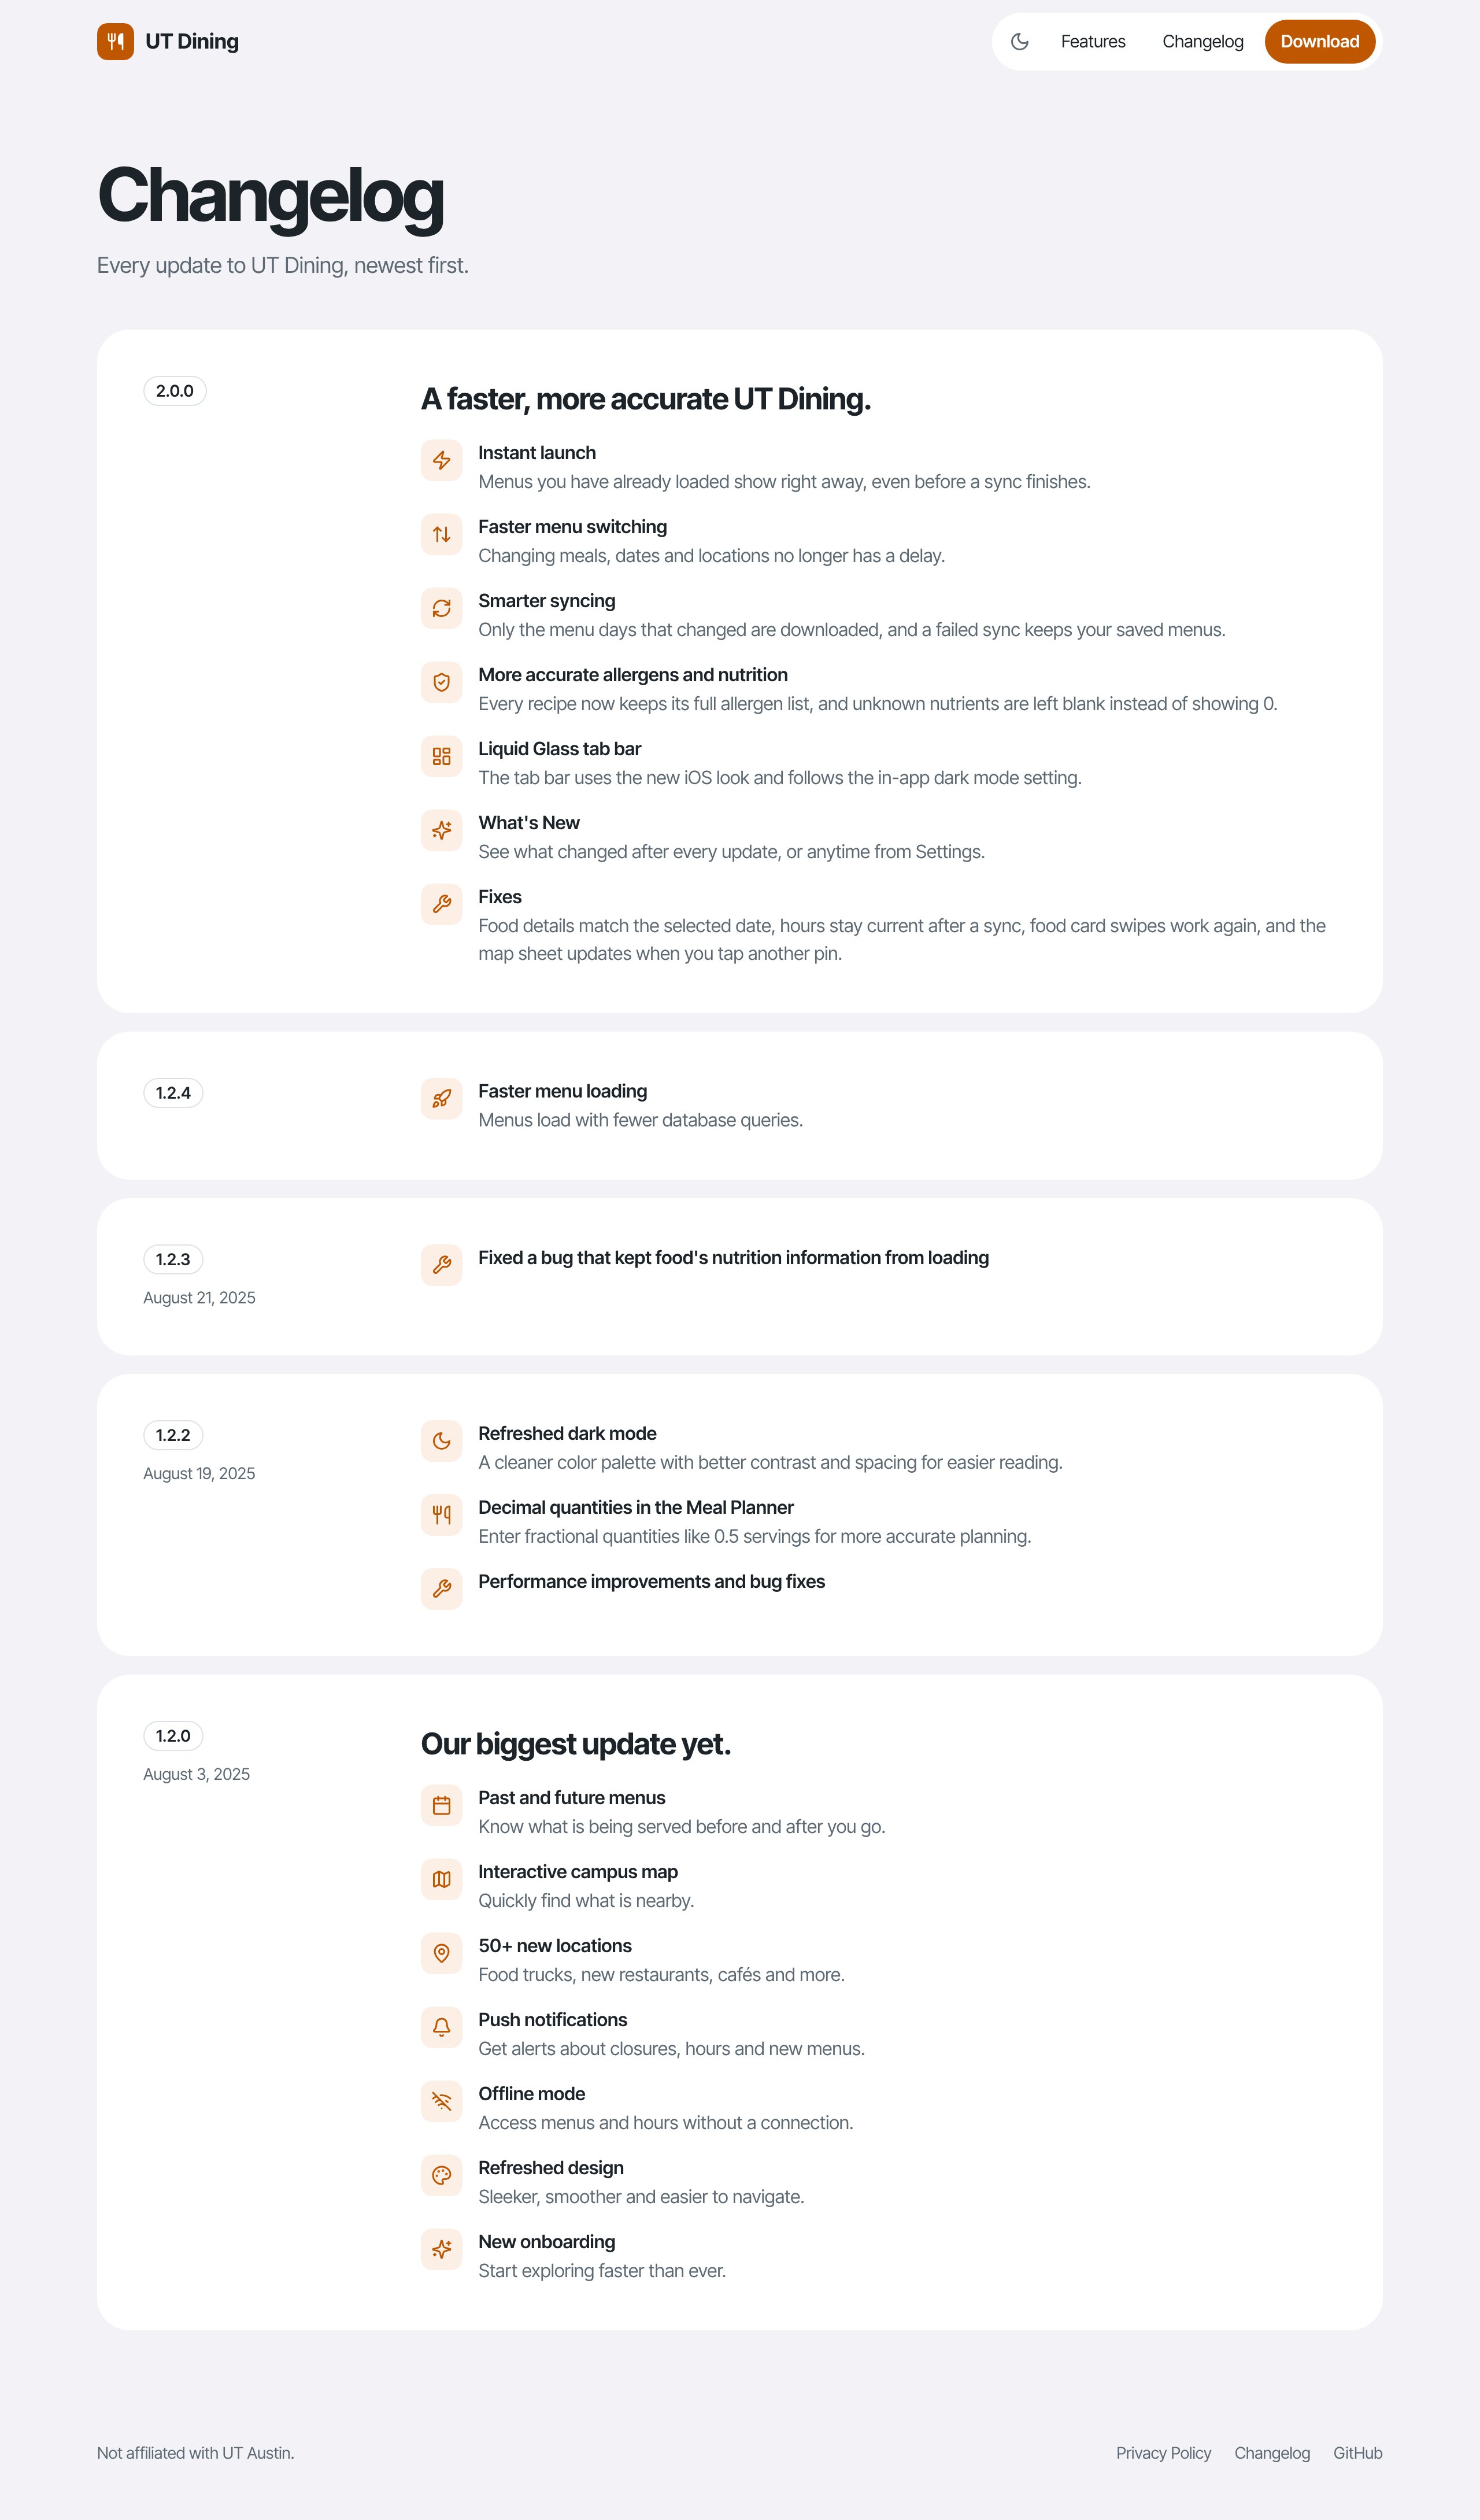 UT Dining
Features
Changelog
Download
Changelog
Every update to UT Dining, newest first.
2.0.0
A faster, more accurate UT Dining.
Instant launch
Menus you have already loaded show right away, even before a sync finishes.
Faster menu switching
Changing meals, dates and locations no longer has a delay.
Smarter syncing
Only the menu days that changed are downloaded, and a failed sync keeps your saved menus.
More accurate allergens and nutrition
Every recipe now keeps its full allergen list, and unknown nutrients are left blank instead of showing 0.
Liquid Glass tab bar
The tab bar uses the new iOS look and follows the in-app dark mode setting.
What's New
See what changed after every update, or anytime from Settings.
Fixes
Food details match the selected date, hours stay current after a sync, food card swipes work again, and the
map sheet updates when you tap another pin.
1.2.4
Faster menu loading
Menus load with fewer database queries.
1.2.3
August 21, 2025
Fixed a bug that kept food's nutrition information from loading
1.2.2
August 19, 2025
Refreshed dark mode
A cleaner color palette with better contrast and spacing for easier reading.
Decimal quantities in the Meal Planner
Enter fractional quantities like 0.5 servings for more accurate planning.
Performance improvements and bug fixes
1.2.0
August 3, 2025
Our biggest update yet.
Past and future menus
Know what is being served before and after you go.
Interactive campus map
Quickly find what is nearby.
50+ new locations
Food trucks, new restaurants, cafés and more.
Push notifications
Get alerts about closures, hours and new menus.
Offline mode
Access menus and hours without a connection.
Refreshed design
Sleeker, smoother and easier to navigate.
New onboarding
Start exploring faster than ever.
Not affiliated with UT Austin.
Privacy Policy
Changelog
GitHub